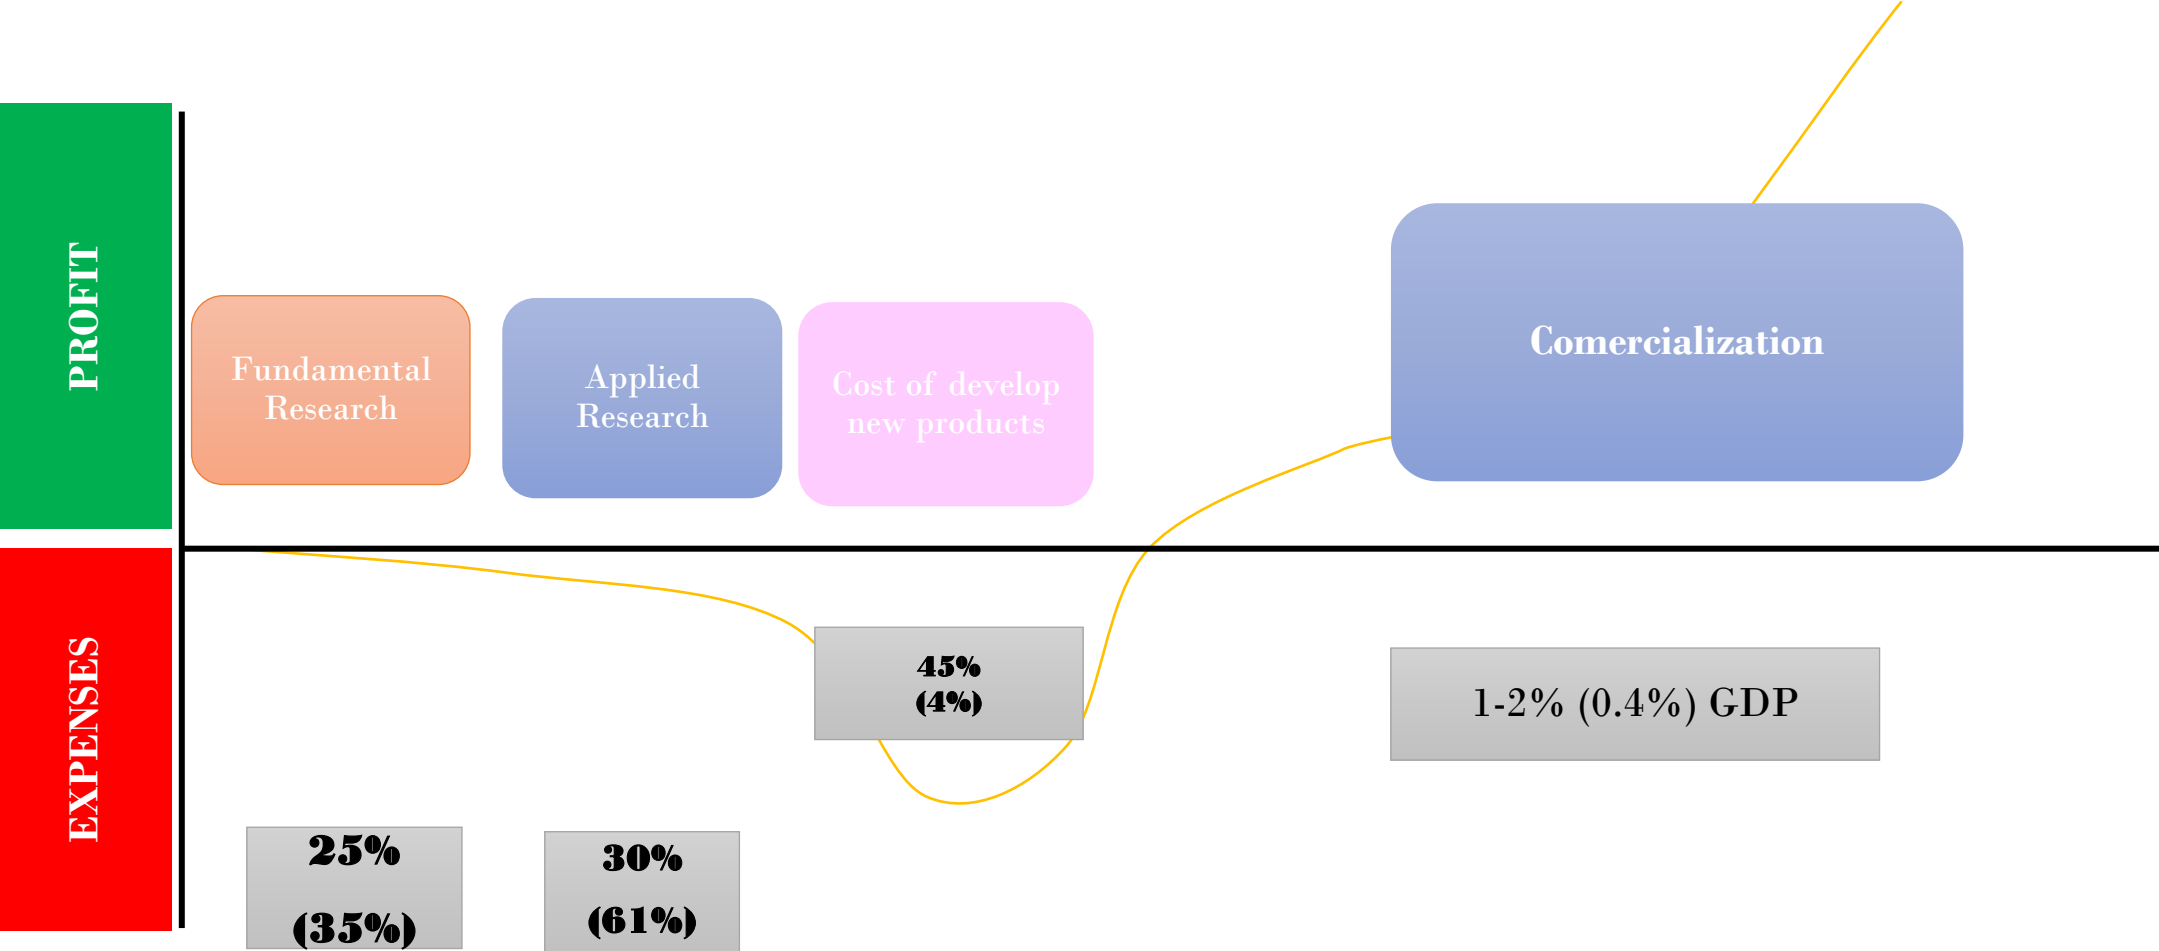 PROFIT
Fundamental
Research
Applied
Research
Cost of develop
new products
Comercialization
EXPENSES
45%
(4%)
1-2% (0.4%) GDP
25%
(35%)
30%
(61%)